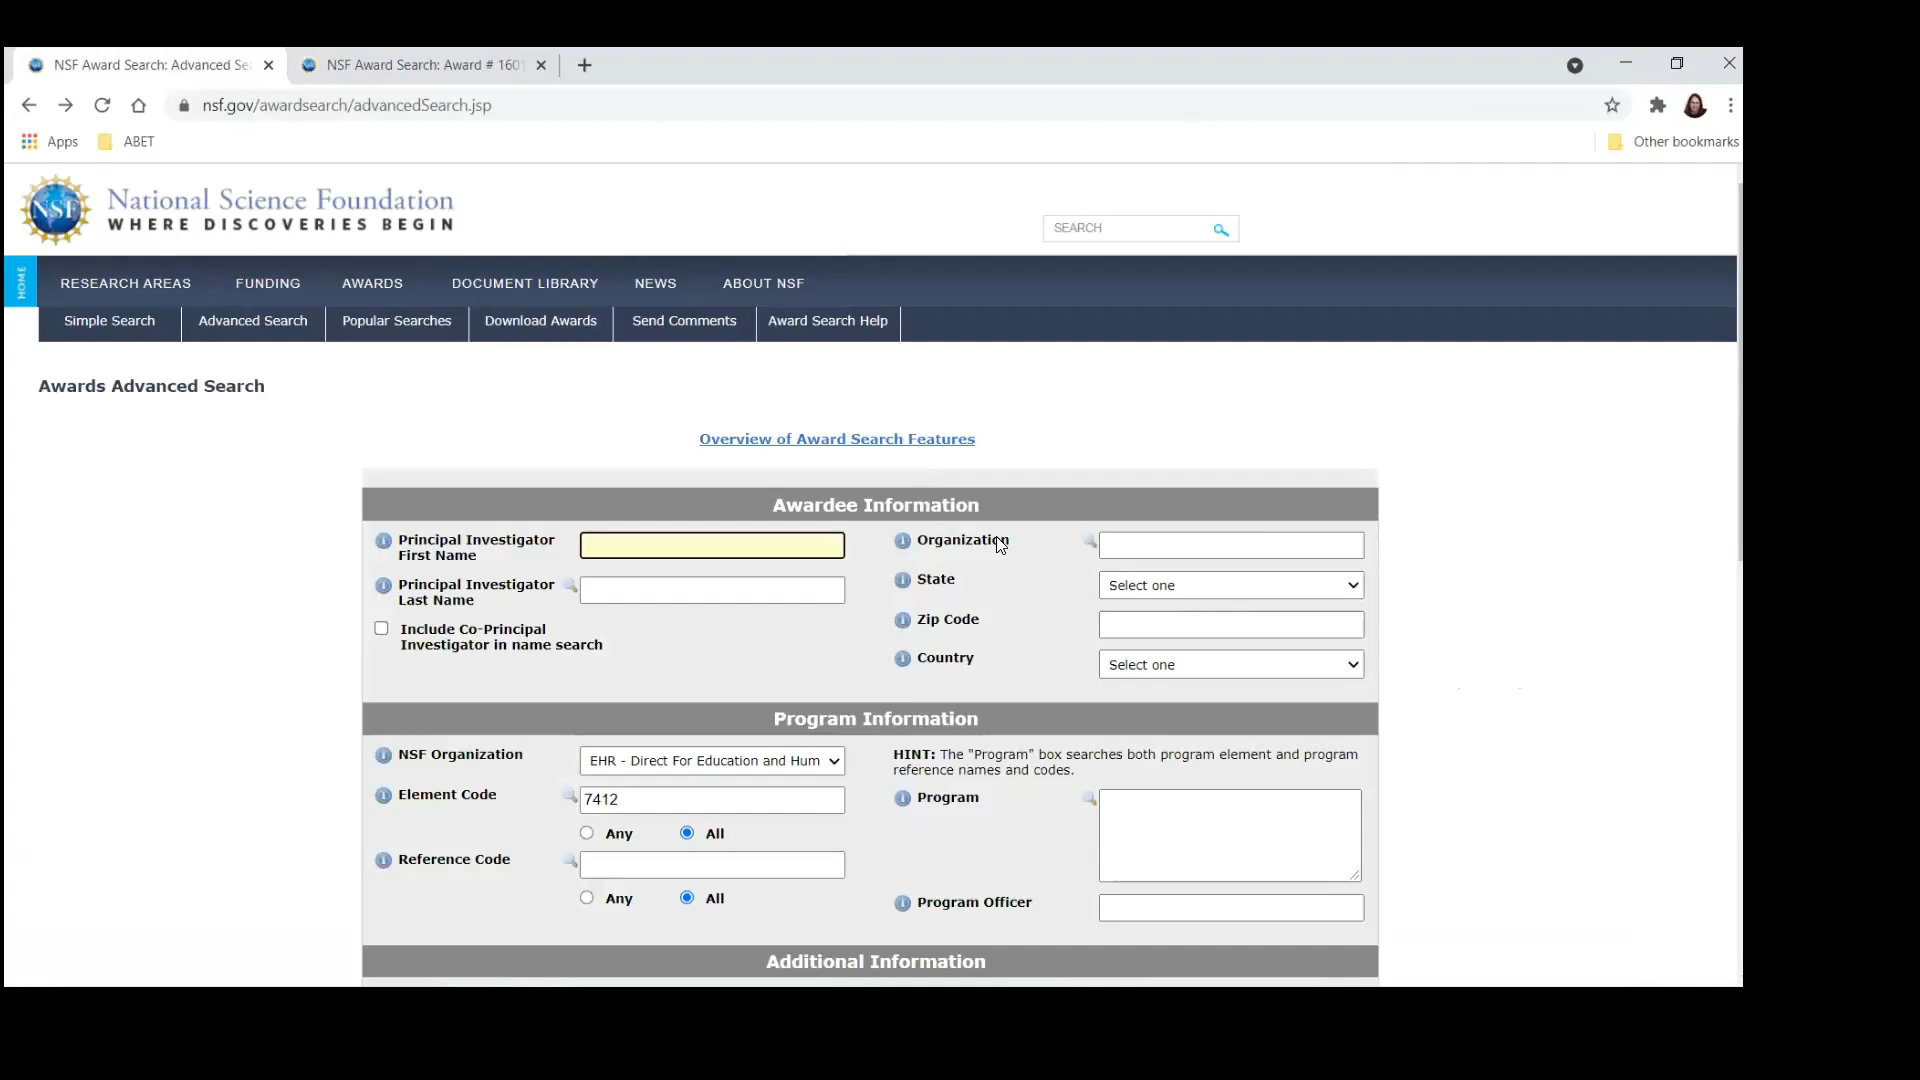 NSF Award Search: Advanced Se
NSF Award Search: Award # 1601
nsf.gov/awardsearch/advancedSearch.jsp
Apps
ABET
Other bookmarks
NSF
National Science Foundation
WHERE DISCOVERIES BEGIN
SEARCH
HOME
RESEARCH AREAS
FUNDING
AWARDS
DOCUMENT LIBRARY
NEWS
ABOUT NSF
Simple Search
Advanced Search
Popular Searches
Download Awards
Send Comments
Award Search Help
Awards Advanced Search
Overview of Award Search Features
Awardee Information
Principal Investigator
First Name
Principal Investigator
Last Name
Include Co-Principal
Investigator in name search
Organization
State
Select one
Zip Code
Country
Select one
Program Information
NSF Organization
EHR - Direct For Education and Hum
Element Code
7412
Any
All
Reference Code
Any
All
HINT: The "Program" box searches both program element and program
reference names and codes.
Program
Program Officer
Additional Information